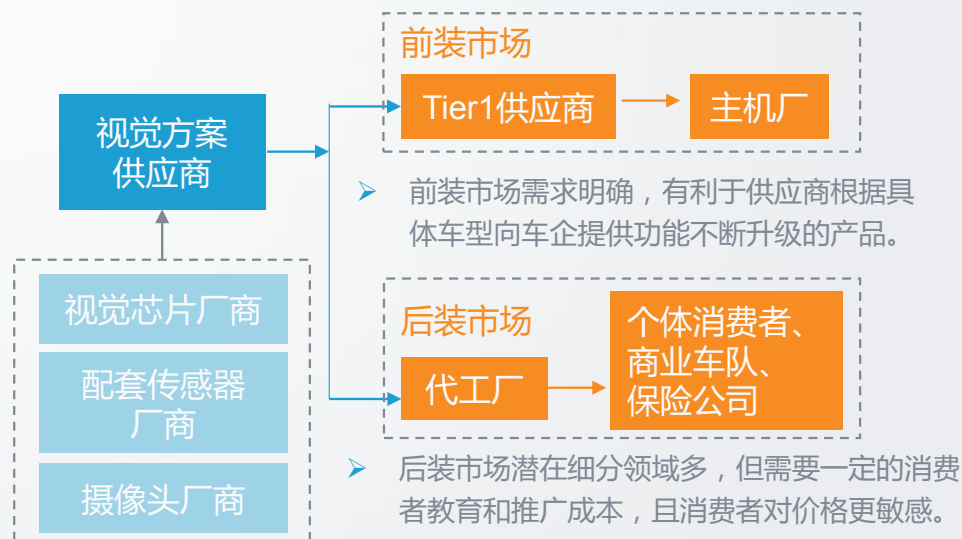 前装市场
Tier1供应商
主机厂
视觉方案
供应商
前装市场需求明确，有利于供应商根据具
体车型向车企提供功能不断升级的产品。
视觉芯片厂商
配套传感器
厂商
摄像头厂商
后装市场
代工厂
个体消费者、
商业车队、
保险公司
后装市场潜在细分领域多，但需要一定的消费
者教育和推广成本，且消费者对价格更敏感。